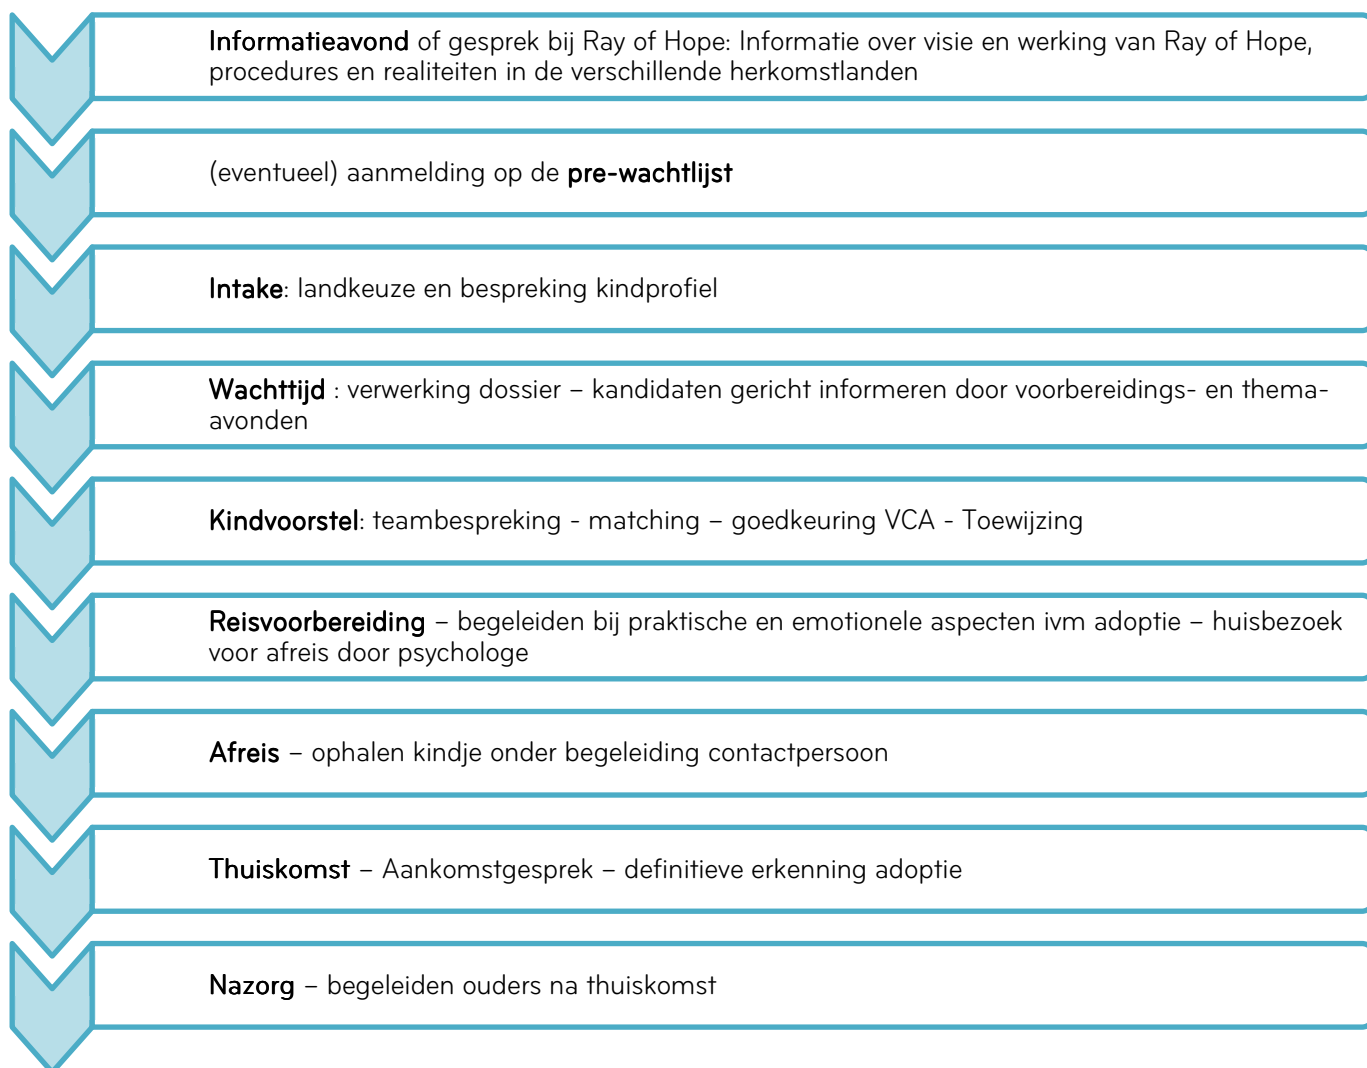 Informatieavond of gesprek bij Ray of Hope: Informatie over visie en werking van Ray of Hope,
procedures en realiteiten in de verschillende herkomstlanden
(eventueel) aanmelding op de pre-wachtlijst
Intake: landkeuze en bespreking kindprofiel
Wachttijd : verwerking dossier – kandidaten gericht informeren door voorbereidings- en thema-
avonden
Kindvoorstel: teambespreking - matching – goedkeuring VCA - Toewijzing
Reisvoorbereiding – begeleiden bij praktische en emotionele aspecten ivm adoptie – huisbezoek
voor afreis door psychologe
Afreis – ophalen kindje onder begeleiding contactpersoon
Thuiskomst – Aankomstgesprek – definitieve erkenning adoptie
Nazorg – begeleiden ouders na thuiskomst